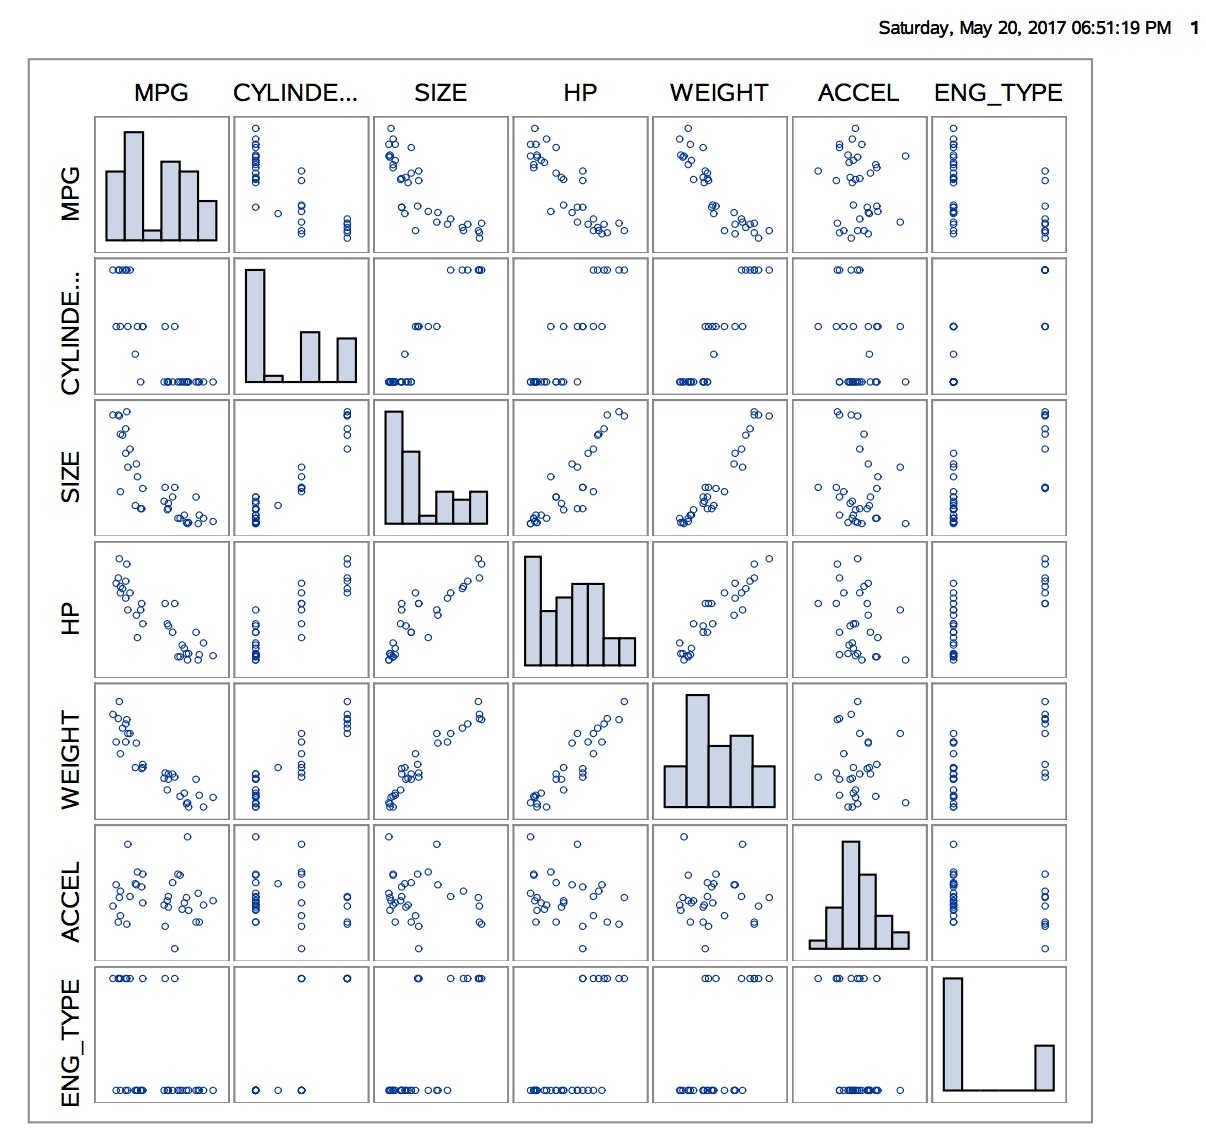 Saturday, May 20, 2017 06:51:19 PM 1
MPG CYLINDE... SIZE HP WEIGHT ACCEL ENG_TYPE
MPG
CYLINDE...
SIZE
HP
WEIGHT
ACCEL
ENG_TYPE